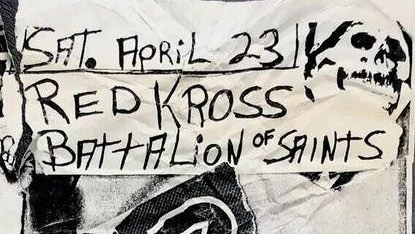 SAT. APRIL 23
RED KROSS
BATTALION OF SAINTS